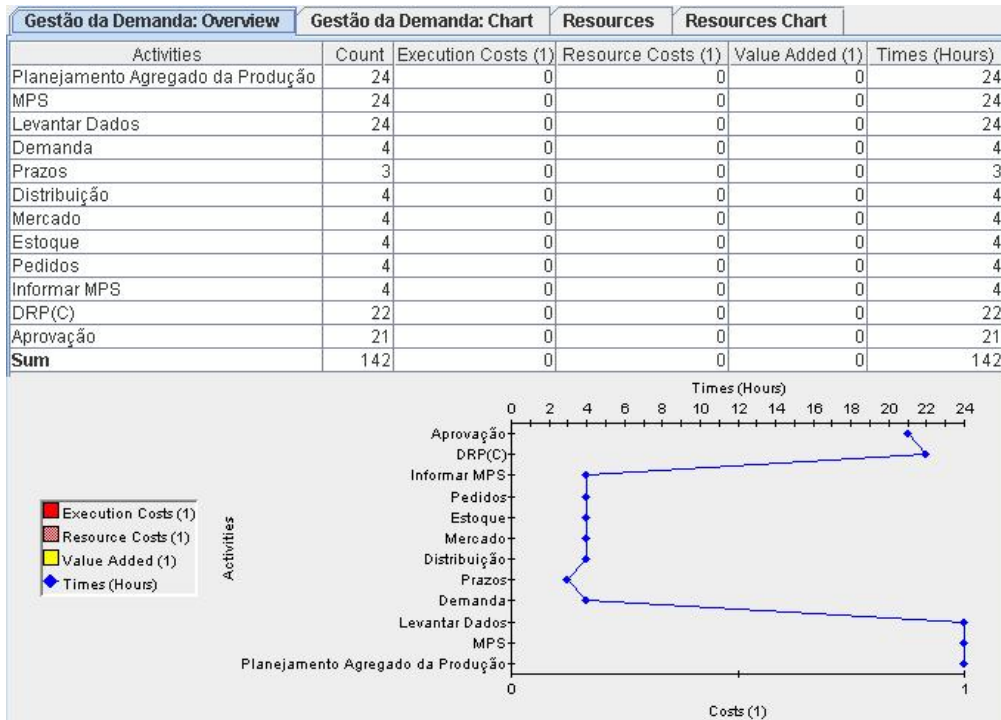 Gestão da Demanda: Overview Gestão da Demanda: Chart Resources Resources Chart
Activities Count Execution Costs (1) Resource Costs (1) Value Added (1) Times (Hours)
Planejamento Agregado da Produção 24 0 0 0 24
MPS 24 0 0 0 24
Levantar Dados 24 0 0 0 24
Demanda 4 0 0 0 4
Prazos 3 0 0 0 3
Distribuição 4 0 0 0 4
Mercado 4 0 0 0 4
Estoque 4 0 0 0 4
Pedidos 4 0 0 0 4
Informar MPS 4 0 0 0 4
DRP(C) 22 0 0 0 22
Aprovação 21 0 0 0 21
Sum 142 0 0 0 142
Times (Hours)
0 2 4 6 8 10 12 14 16 18 20 22 24
Aprovação
DRP(C)
Informar MPS
Pedidos
Estoque
Mercado
Distribuição
Prazos
Demanda
Levantar Dados
MPS
Planejamento Agregado da Produção
Activities
Execution Costs (1)
Resource Costs (1)
Value Added (1)
Times (Hours)
0 1
Costs (1)